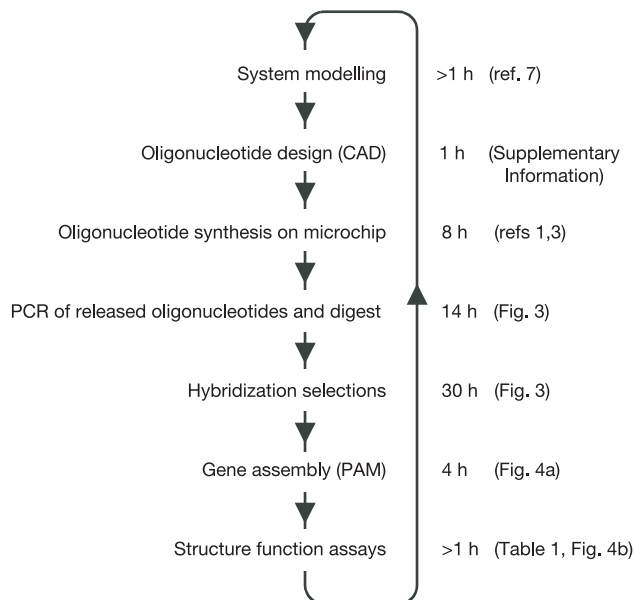 System modelling >1 h (ref. 7)
Oligonucleotide design (CAD) 1 h (Supplementary
Information)
Oligonucleotide synthesis on microchip 8 h (refs 1,3)
PCR of released oligonucleotides and digest 14 h (Fig. 3)
Hybridization selections 30 h (Fig. 3)
Gene assembly (PAM) 4 h (Fig. 4a)
Structure function assays >1 h (Table 1, Fig. 4b)